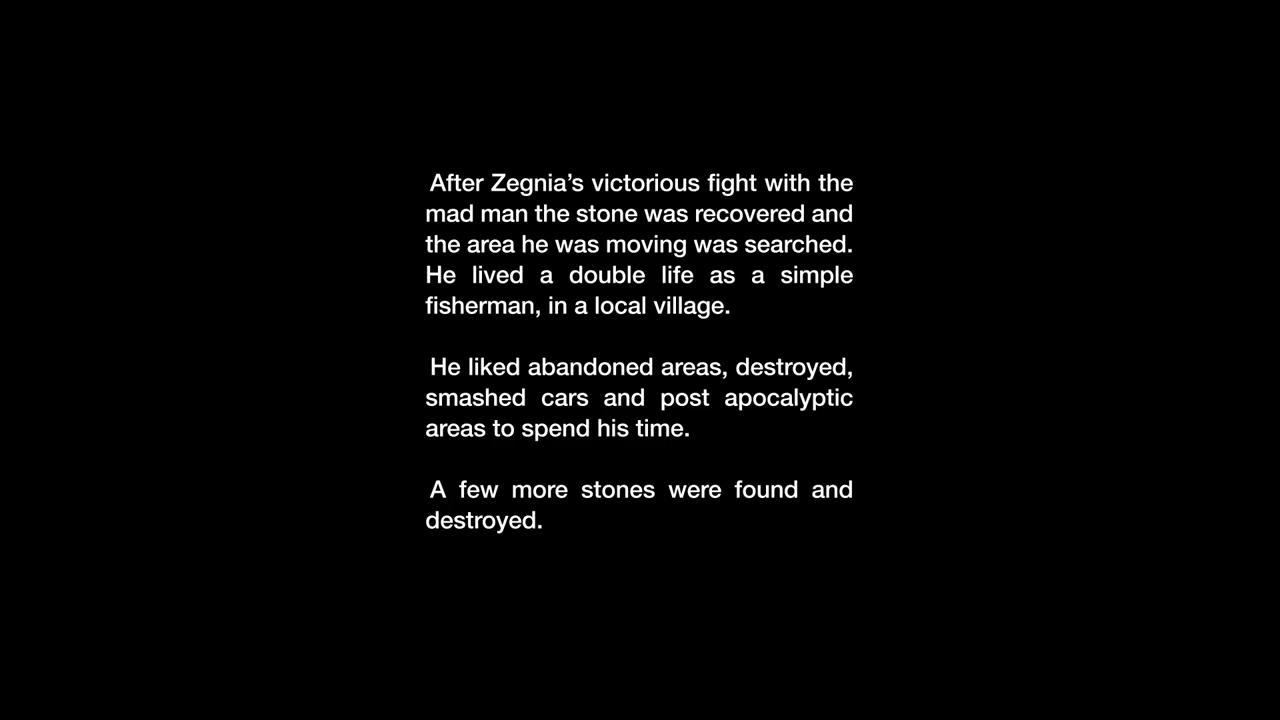 After Zegnia’s victorious fight with the
mad man the stone was recovered and
the area he was moving was searched.
He lived a double life as a simple
fisherman, in a local village.
He liked abandoned areas, destroyed,
smashed cars and post apocalyptic
areas to spend his time.
A few more stones were found and
destroyed.